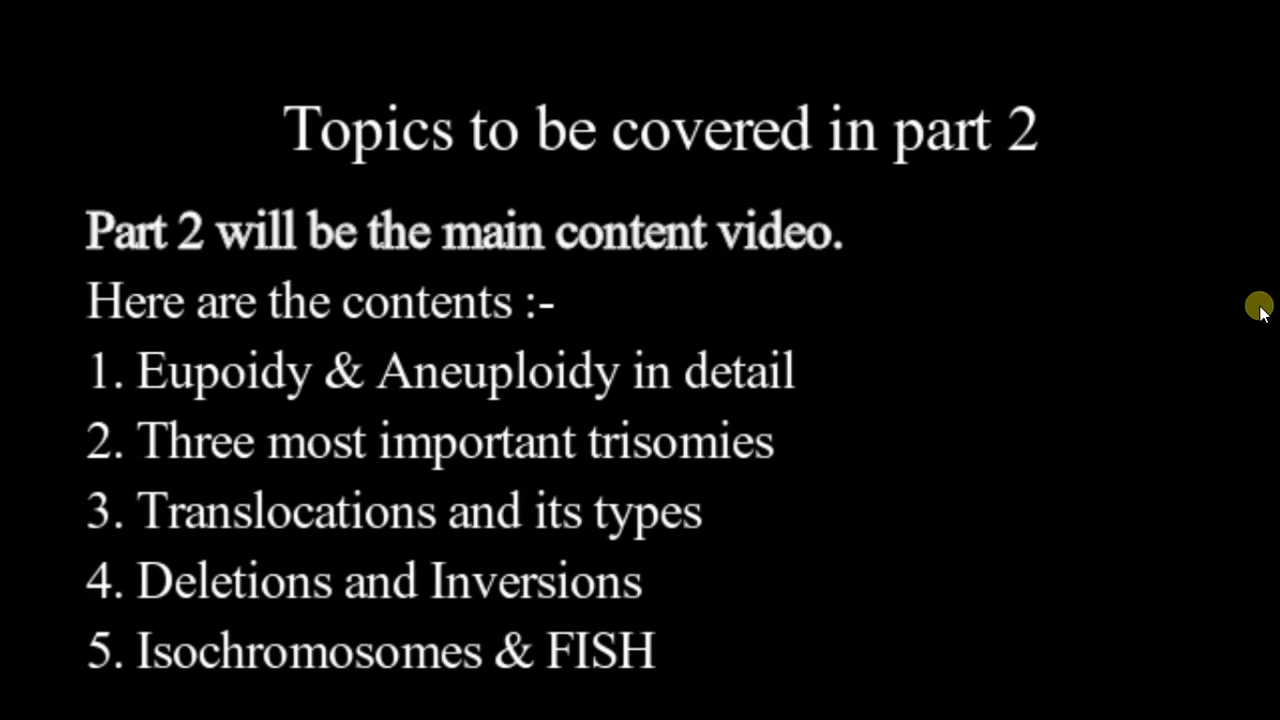 Topics to be covered in part 2
Part 2 will be the main content video.
Here are the contents :-
1. Eupoidy & Aneuploidy in detail
2. Three most important trisomies
3. Translocations and its types
4. Deletions and Inversions
5. Isochromosomes & FISH